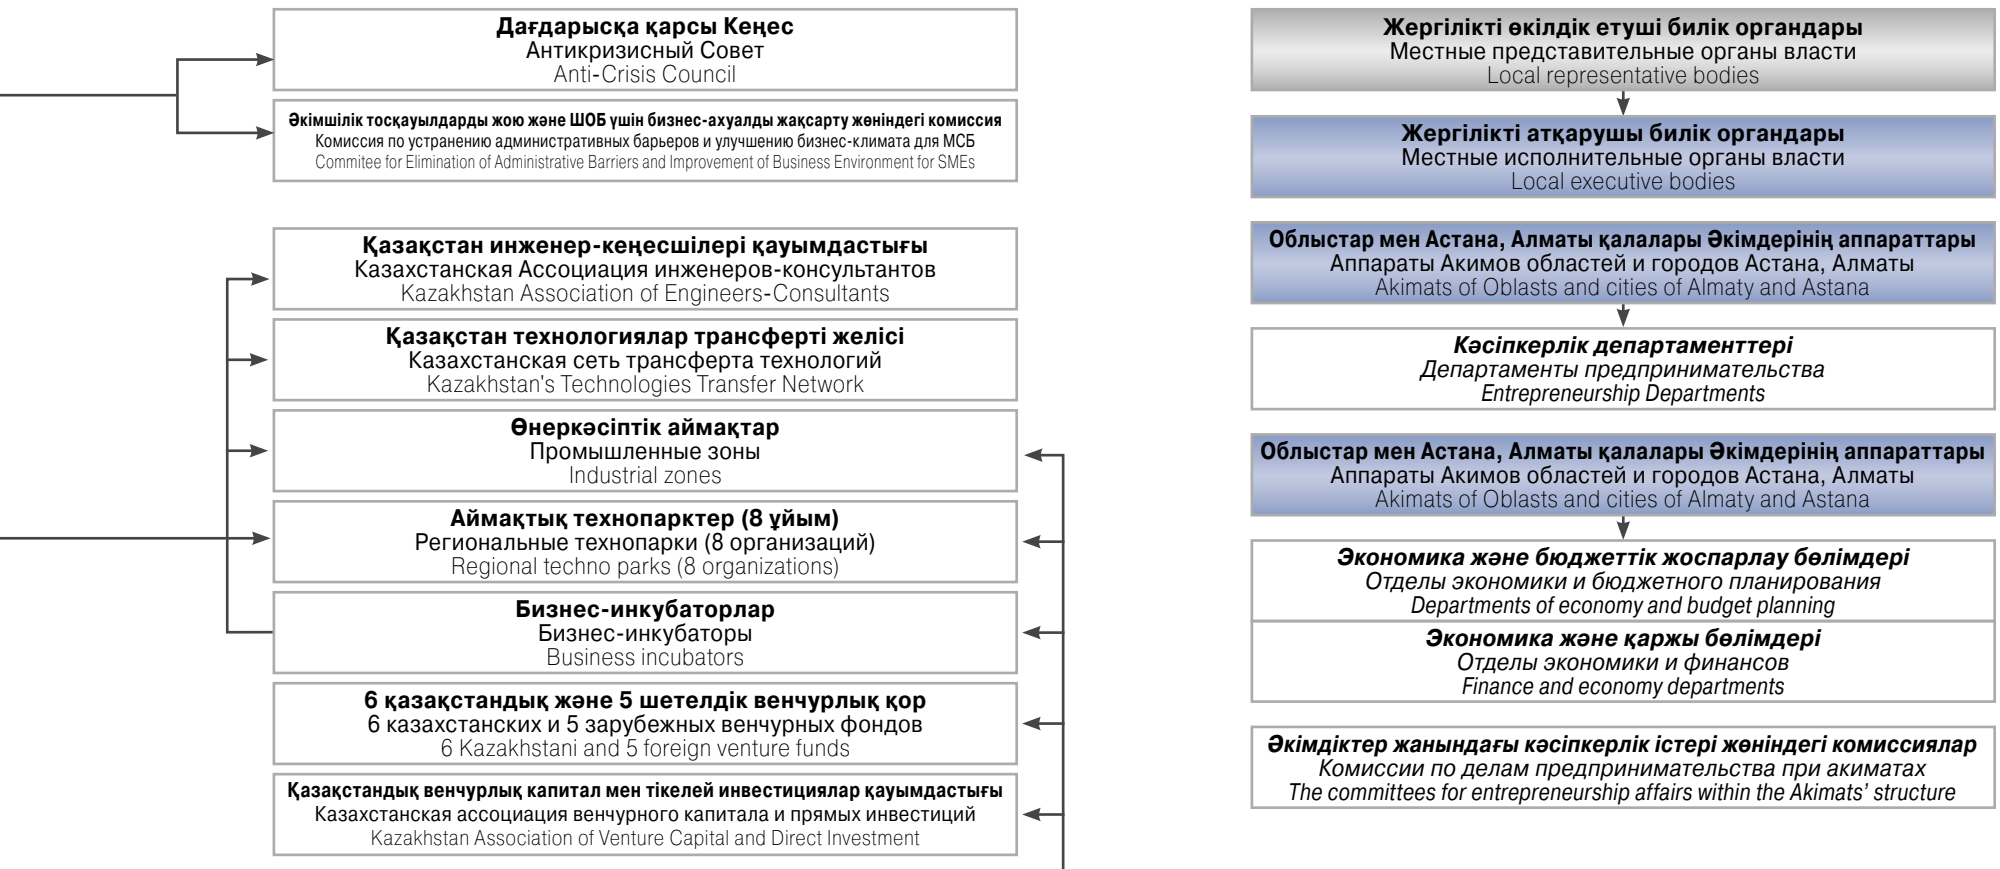 Дағдарысқа қарсы Кеңес
Антикризисный Совет
Anti-Crisis Council
Әкімшілік тосқауылдарды жою және ШОБ үшін бизнес-ахуалды жақсарту жөніндегі комиссия
Комиссия по устранению административных барьеров и улучшению бизнес-климата для МСБ
Commitee for Elimination of Administrative Barriers and Improvement of Business Environment for SMEs
Қазақстан инженер-кеңесшілері қауымдастығы
Казахстанская Ассоциация инженеров-консультантов
Kazakhstan Association of Engineers-Consultants
Қазақстан технологиялар трансферті желісі
Казахстанская сеть трансферта технологий
Kazakhstan's Technologies Transfer Network
Өнеркәсіптік аймақтар
Промышленные зоны
Industrial zones
Аймақтық технопарктер (8 ұйым)
Региональные технопарки (8 организаций)
Regional techno parks (8 organizations)
Бизнес-инкубаторлар
Бизнес-инкубаторы
Business incubators
6 қазақстандық және 5 шетелдік венчурлық қор
6 казахстанских и 5 зарубежных венчурных фондов
6 Kazakhstani and 5 foreign venture funds
Қазақстандық венчурлық капитал мен тікелей инвестициялар қауымдастығы
Казахстанская ассоциация венчурного капитала и прямых инвестиций
Kazakhstan Association of Venture Capital and Direct Investment
Жергілікті өкілдік етуші билік органдары
Местные представительные органы власти
Local representative bodies
Жергілікті атқарушы билік органдары
Местные исполнительные органы власти
Local executive bodies
Облыстар мен Астана, Алматы қалалары Әкімдерінің аппараттары
Аппараты Акимов областей и городов Астана, Алматы
Akimats of Oblasts and cities of Almaty and Astana
Кәсіпкерлік департаменттері
Департаменты предпринимательства
Entrepreneurship Departments
Облыстар мен Астана, Алматы қалалары Әкімдерінің аппараттары
Аппараты Акимов областей и городов Астана, Алматы
Akimats of Oblasts and cities of Almaty and Astana
Экономика және бюджеттік жоспарлау бөлімдері
Отделы экономики и бюджетного планирования
Departments of economy and budget planning
Экономика және қаржы бөлімдері
Отделы экономики и финансов
Finance and economy departments
Әкімдіктер жанындағы кәсіпкерлік істері жөніндегі комиссиялар
Комиссии по делам предпринимательства при акиматах
The committees for entrepreneurship affairs within the Akimats' structure